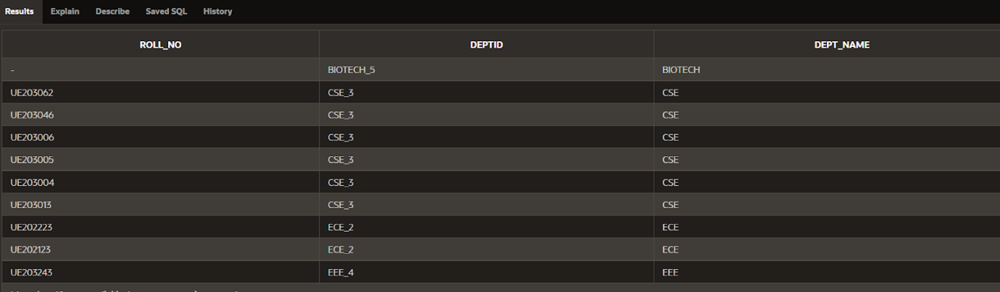 Results Explain Describe Saved SQL History
ROLL_NO DEPTID DEPT_NAME
- BIOTECH_5 BIOTECH
UE203062 CSE_3 CSE
UE203046 CSE_3 CSE
UE203006 CSE_3 CSE
UE203005 CSE_3 CSE
UE203004 CSE_3 CSE
UE203013 CSE_3 CSE
UE202223 ECE_2 ECE
UE202123 ECE_2 ECE
UE203243 EEE_4 EEE